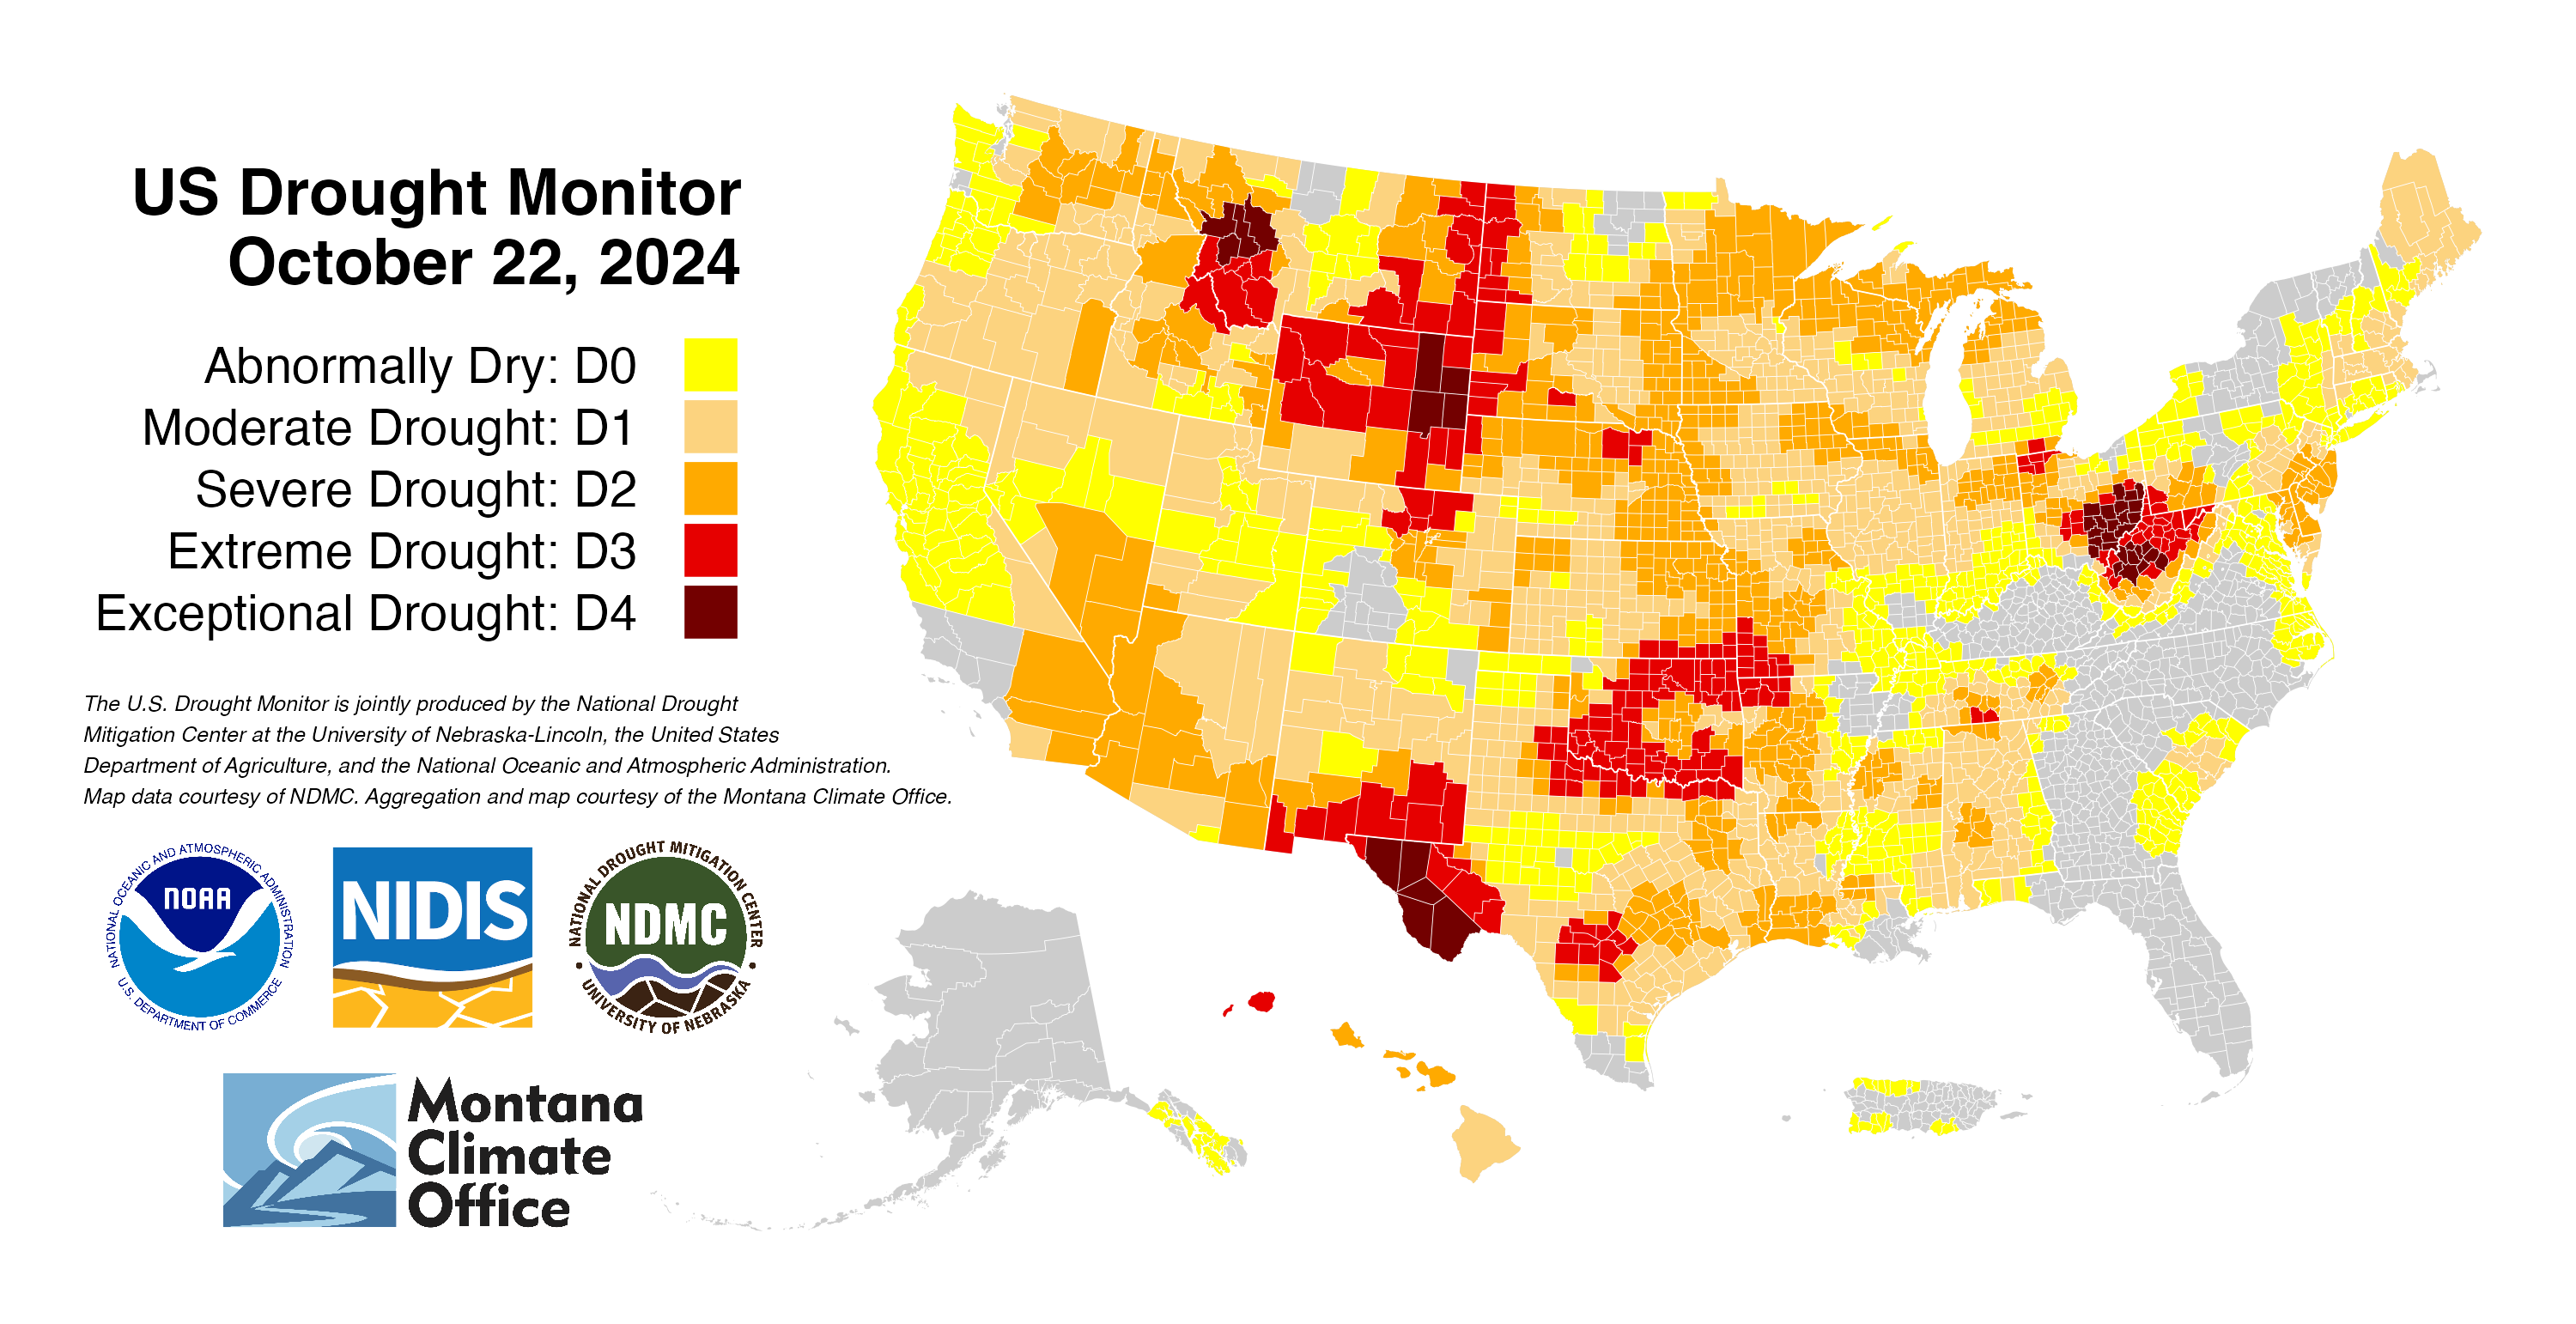 US Drought Monitor
October 22, 2024
Abnormally Dry: D0
Moderate Drought: D1
Severe Drought: D2
Extreme Drought: D3
Exceptional Drought: D4
The U.S. Drought Monitor is jointly produced by the National Drought
Mitigation Center at the University of Nebraska-Lincoln, the United States
Department of Agriculture, and the National Oceanic and Atmospheric Administration.
Map data courtesy of NDMC. Aggregation and map courtesy of the Montana Climate Office.
NATIONAL OCEANIC AND ATMOSPHERIC ADMINISTRATION
NOAA
U.S. DEPARTMENT OF COMMERCE
NIDIS
NATIONAL DROUGHT MITIGATION CENTER
NDMC
UNIVERSITY OF NEBRASKA
Montana
Climate
Office